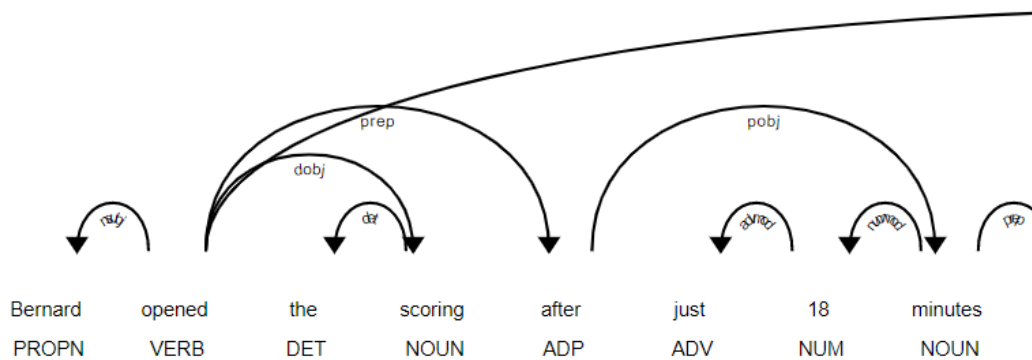 prep pobj
dobj
nsubj det advmod nummod prep
Bernard opened the scoring after just 18 minutes
PROPN VERB DET NOUN ADP ADV NUM NOUN